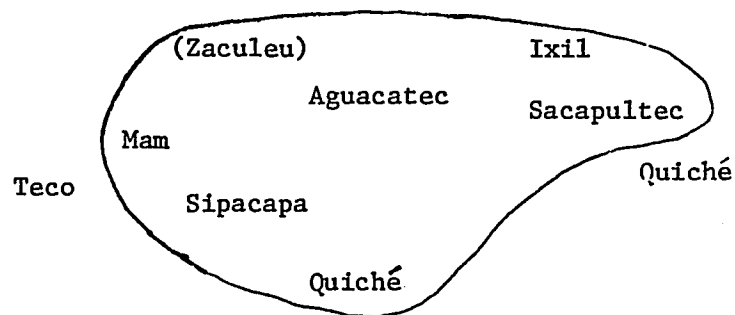 (Zaculeu) Ixil
Aguacatec
Sacapultec
Mam
Quiché
Teco
Sipacapa
Quiché